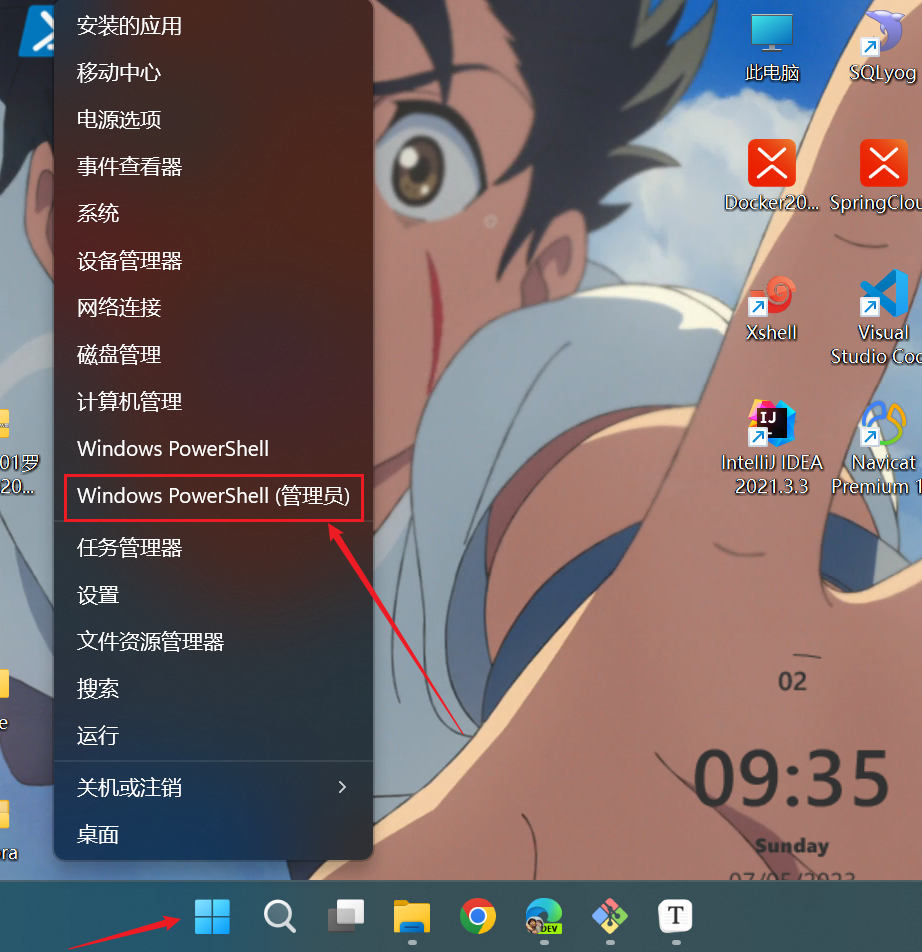 安装的应用
移动中心
电源选项
事件查看器
系统
设备管理器
网络连接
磁盘管理
计算机管理
Windows PowerShell
Windows PowerShell (管理员)
任务管理器
设置
文件资源管理器
搜索
运行
关机或注销
桌面
01罗
20...
e
ra
此电脑
SQLyog
Docker20...
SpringClou
Xshell
Visual
Studio Cod
IJ
IntelliJ IDEA
2021.3.3
Navicat
Premium 1
02
09:35
Sunday
07/05/2023
DEV
T